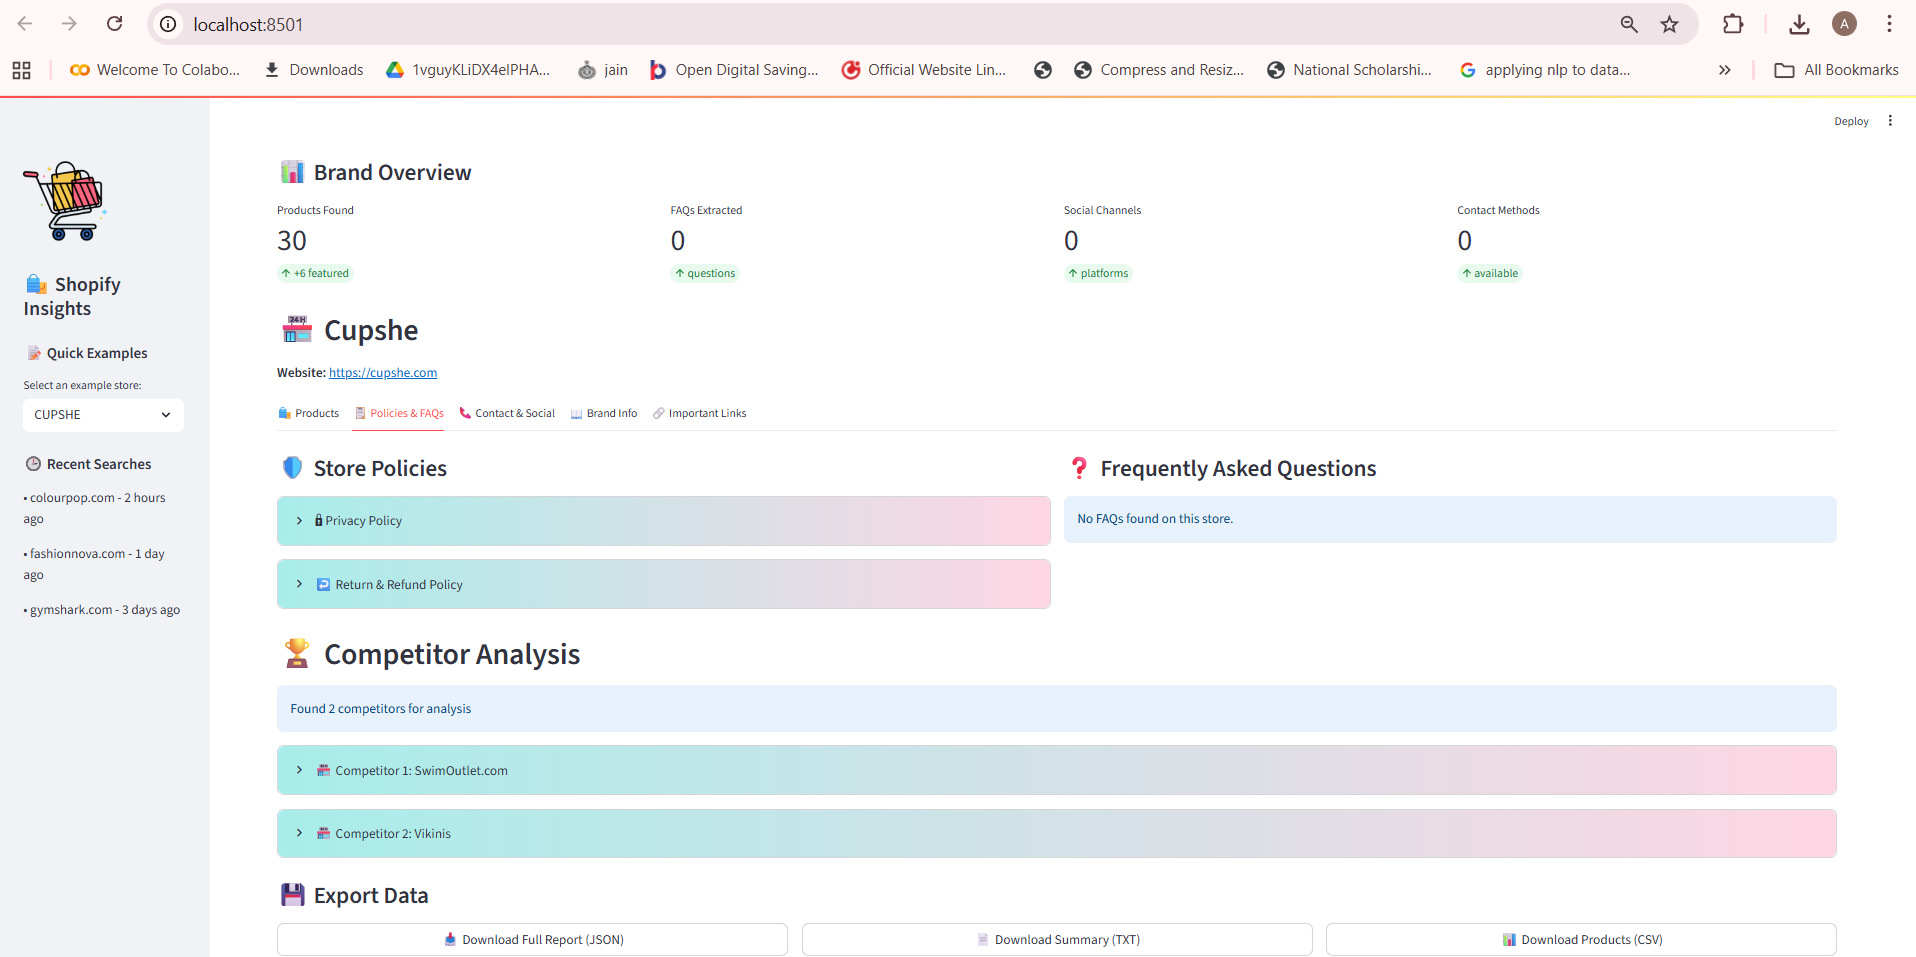 localhost:8501
Welcome To Colabo...
Downloads
1vguyKLiDX4elPHA...
jain
Open Digital Saving...
Official Website Lin...
Compress and Resiz...
National Scholarshi...
applying nlp to data...
All Bookmarks
A
Deploy
Shopify
Insights
Quick Examples
Select an example store:
CUPSHE
Recent Searches
• colourpop.com - 2 hours
ago
• fashionnova.com - 1 day
ago
• gymshark.com - 3 days ago
Brand Overview
Products Found
30
+6 featured
FAQs Extracted
0
questions
Social Channels
0
platforms
Contact Methods
0
available
24 H
Cupshe
Website: https://cupshe.com
Products
Policies & FAQs
Contact & Social
Brand Info
Important Links
Store Policies
Privacy Policy
Return & Refund Policy
Frequently Asked Questions
No FAQs found on this store.
Competitor Analysis
Found 2 competitors for analysis
Competitor 1: SwimOutlet.com
Competitor 2: Vikinis
Export Data
Download Full Report (JSON)
Download Summary (TXT)
Download Products (CSV)